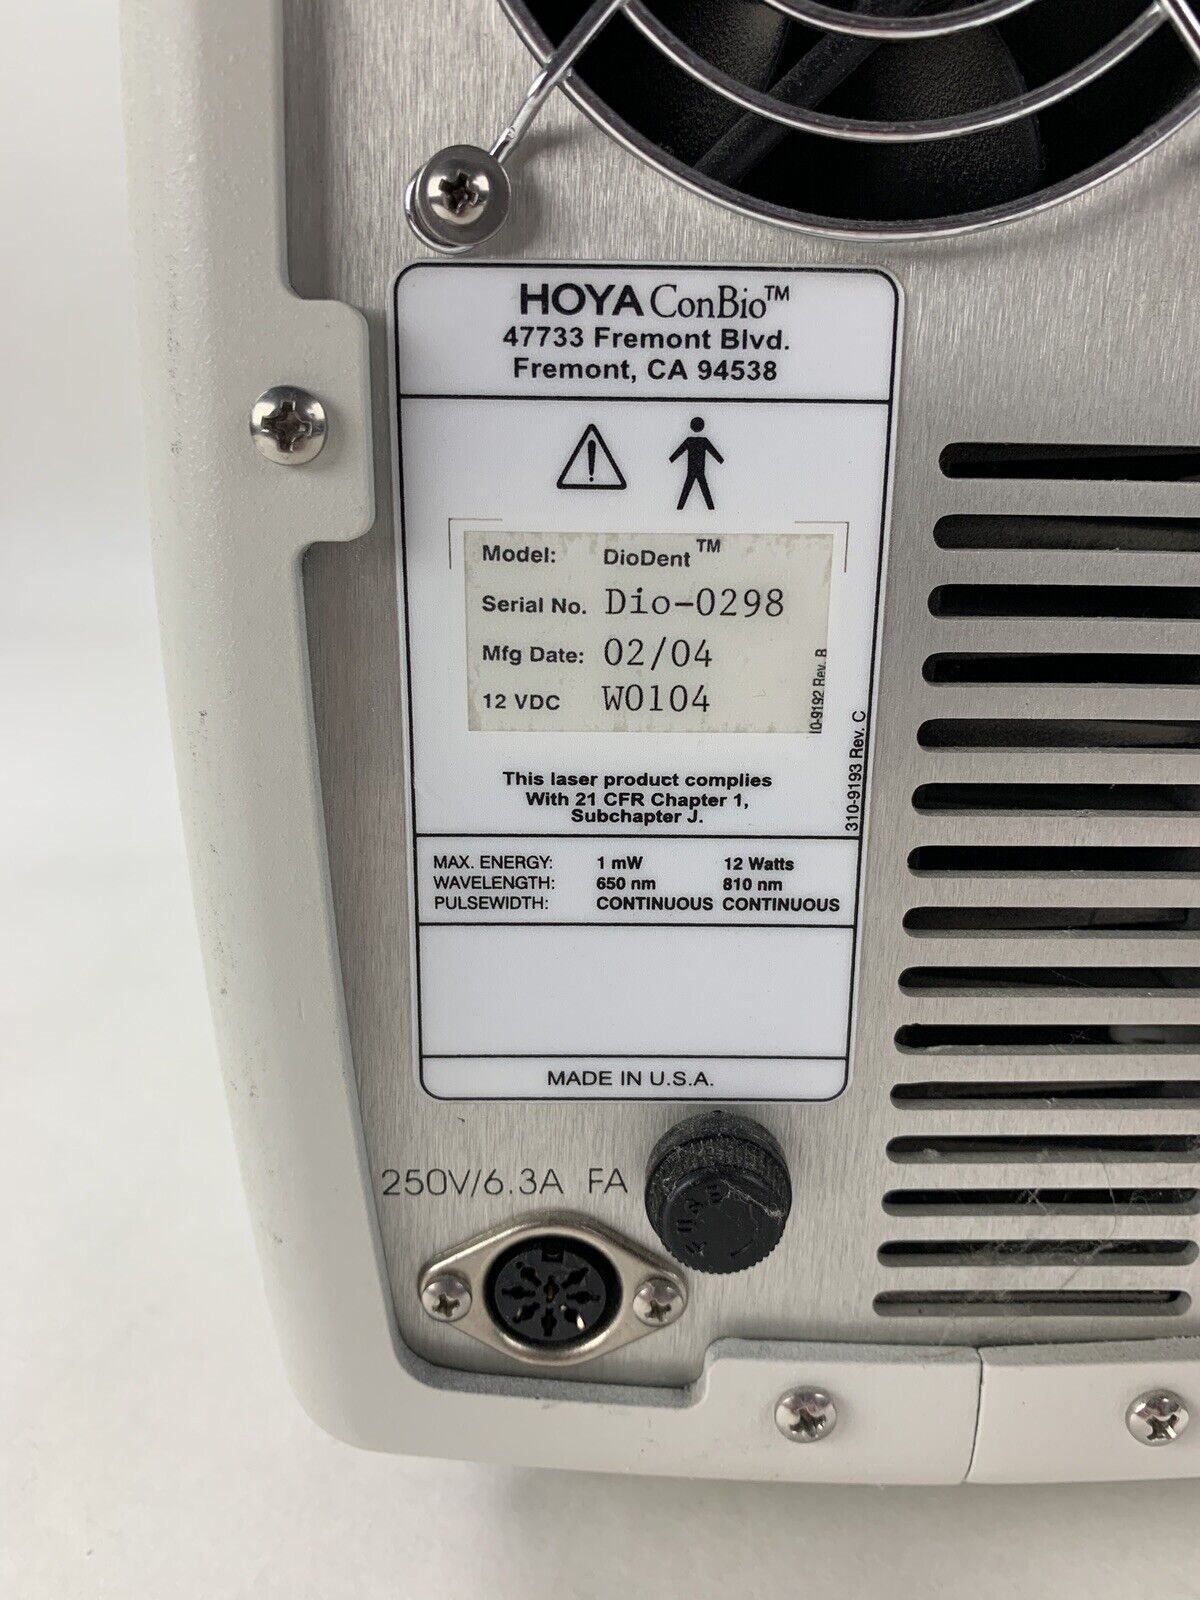 HOYA ConBio™
47733 Fremont Blvd.
Fremont, CA 94538
Model: DioDent™
Serial No. Dio-0298
Mfg Date: 02/04
12 VDC W0104
10-9192 Rev. B
310-9193 Rev. C
This laser product complies
With 21 CFR Chapter 1,
Subchapter J.
MAX. ENERGY: 1 mW 12 Watts
WAVELENGTH: 650 nm 810 nm
PULSEWIDTH: CONTINUOUS CONTINUOUS
MADE IN U.S.A.
250V/6.3A FA